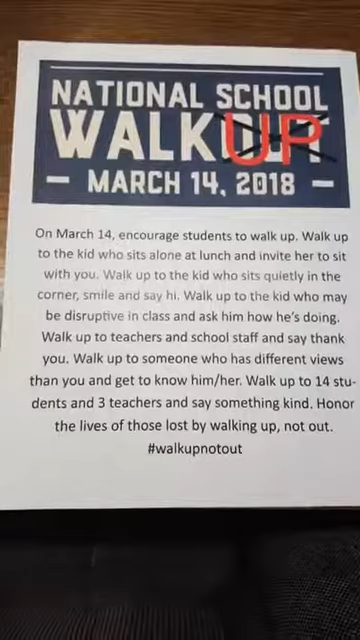 NATIONAL SCHOOL
WALKOUT UP
— MARCH 14, 2018 —
On March 14, encourage students to walk up. Walk up
to the kid who sits alone at lunch and invite her to sit
with you. Walk up to the kid who sits quietly in the
corner, smile and say hi. Walk up to the kid who may
be disruptive in class and ask him how he's doing.
Walk up to teachers and school staff and say thank
you. Walk up to someone who has different views
than you and get to know him/her. Walk up to 14 stu-
dents and 3 teachers and say something kind. Honor
the lives of those lost by walking up, not out.
#walkupnotout